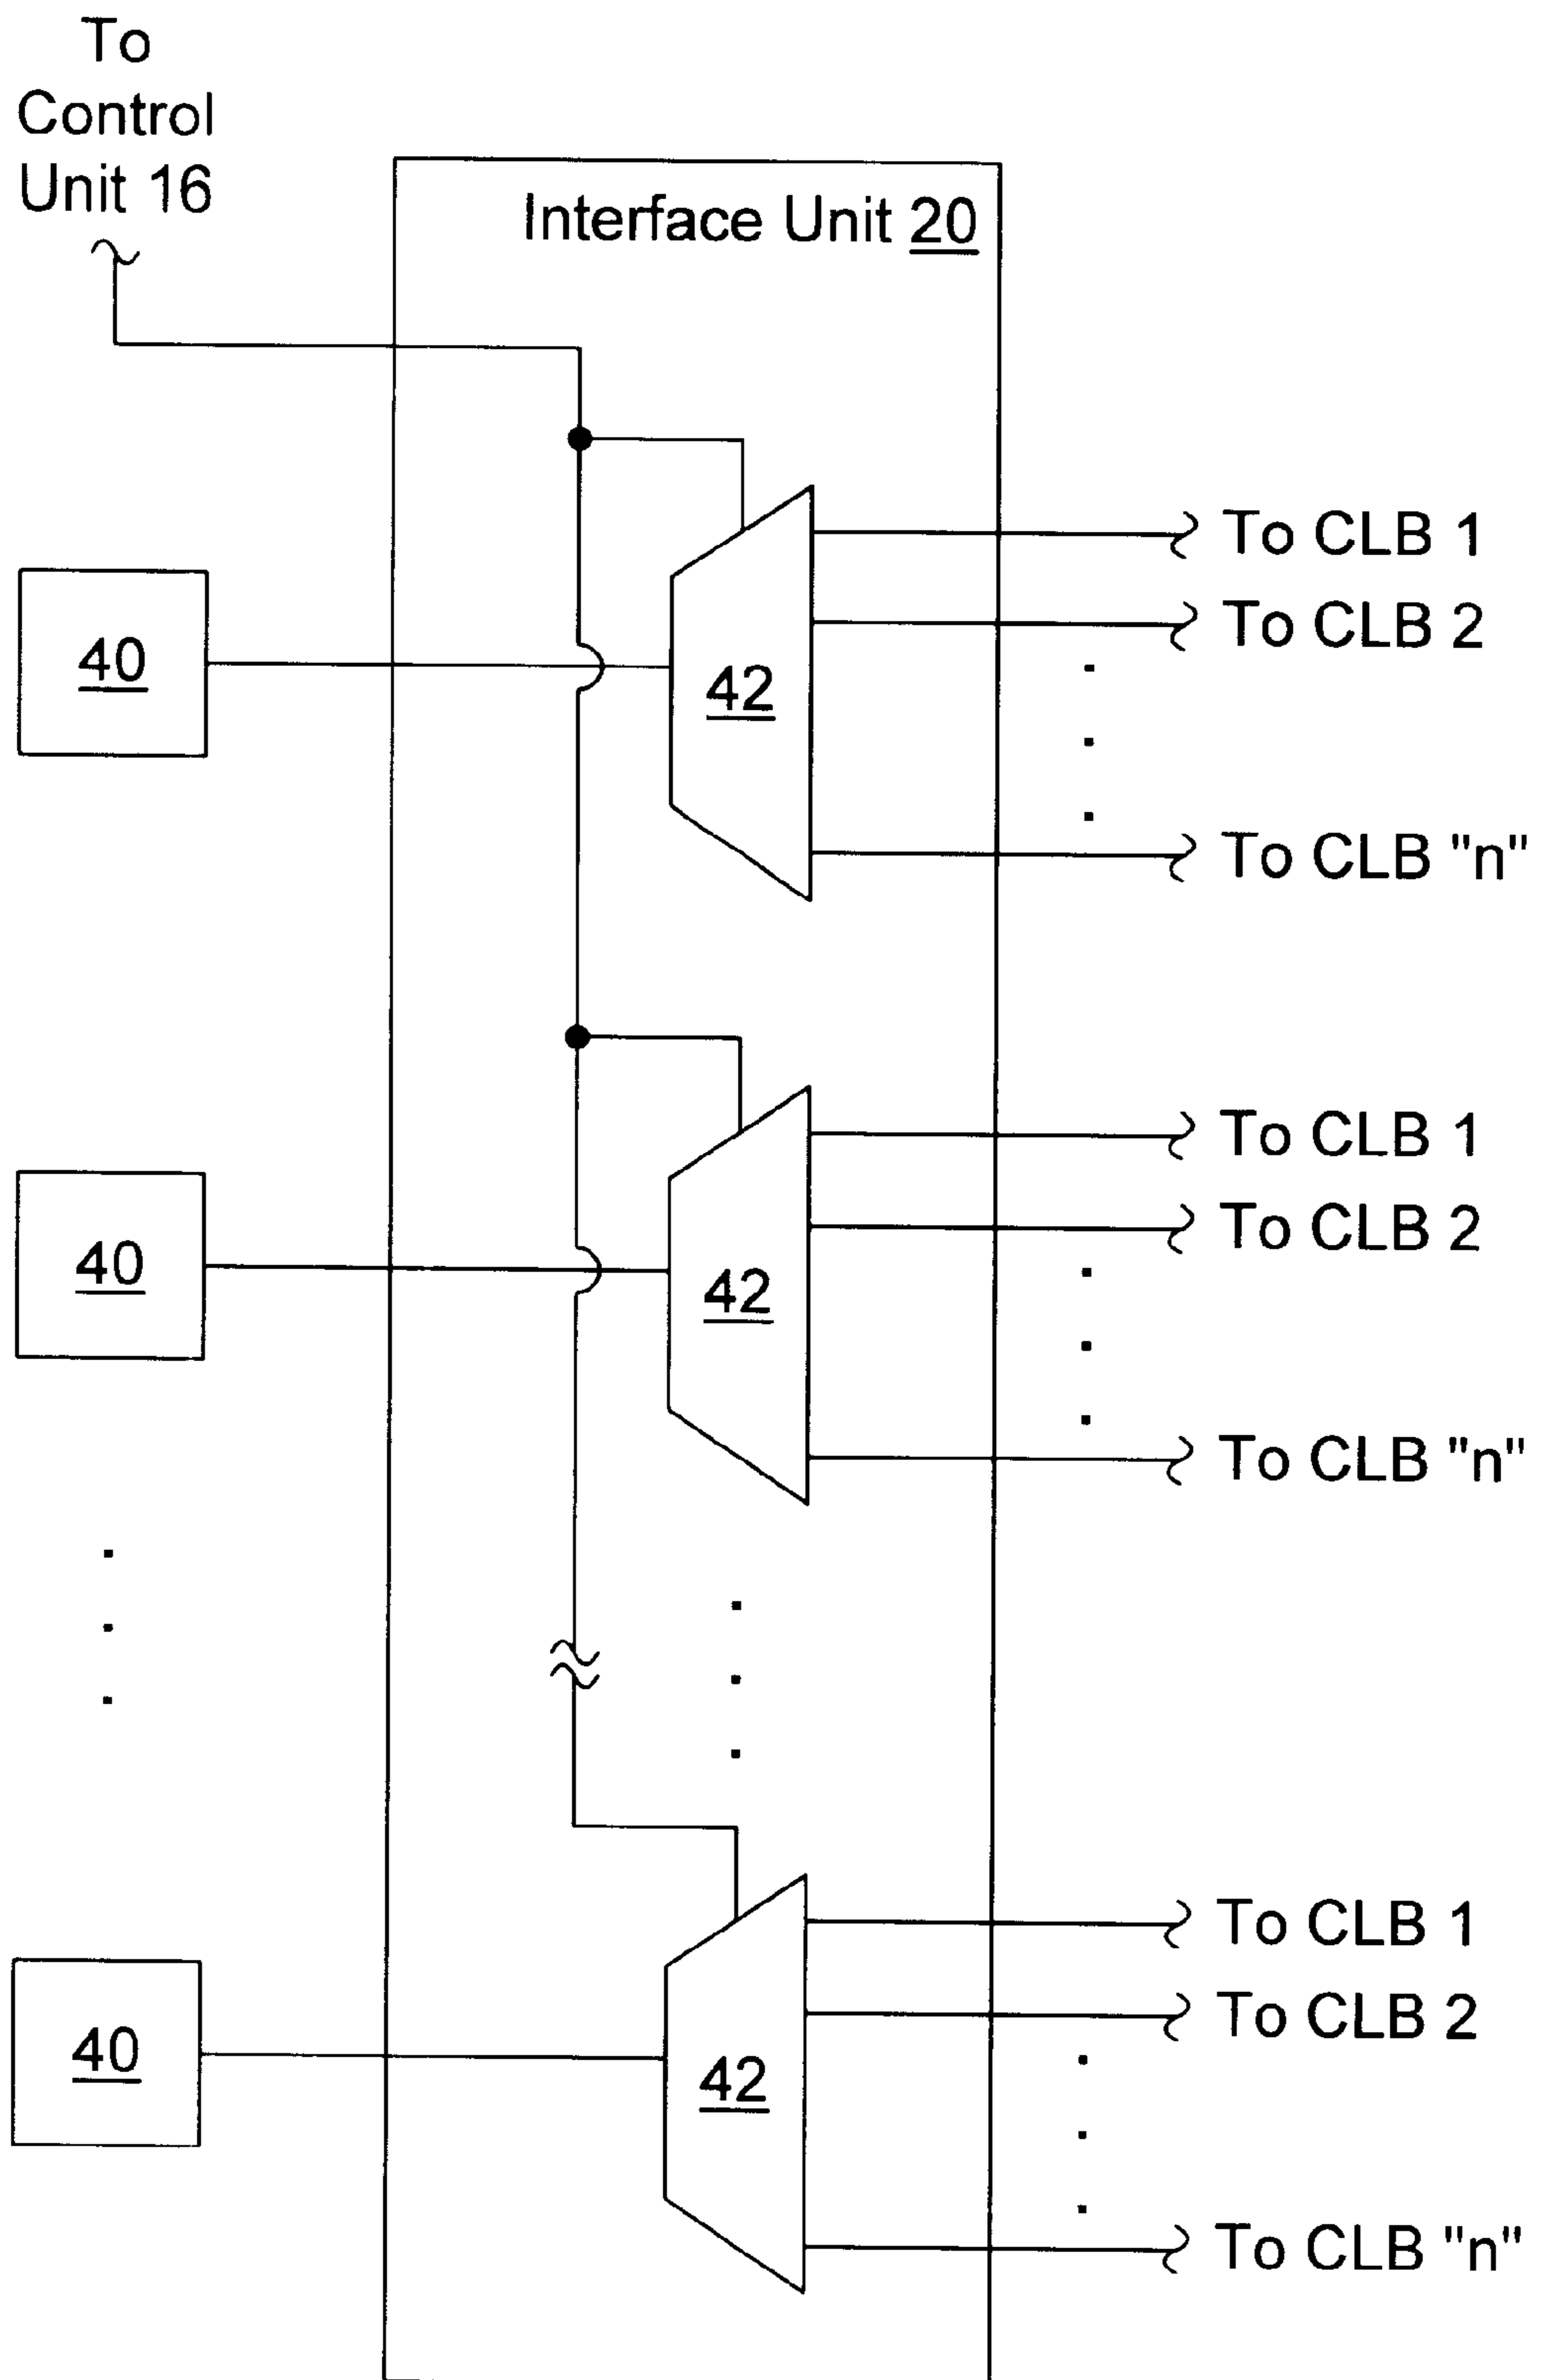 To
Control
Unit 16
Interface Unit 20
To CLB 1
To CLB 2
40
42
To CLB "n"
To CLB 1
To CLB 2
40
42
To CLB "n"
To CLB 1
To CLB 2
40
42
To CLB "n"